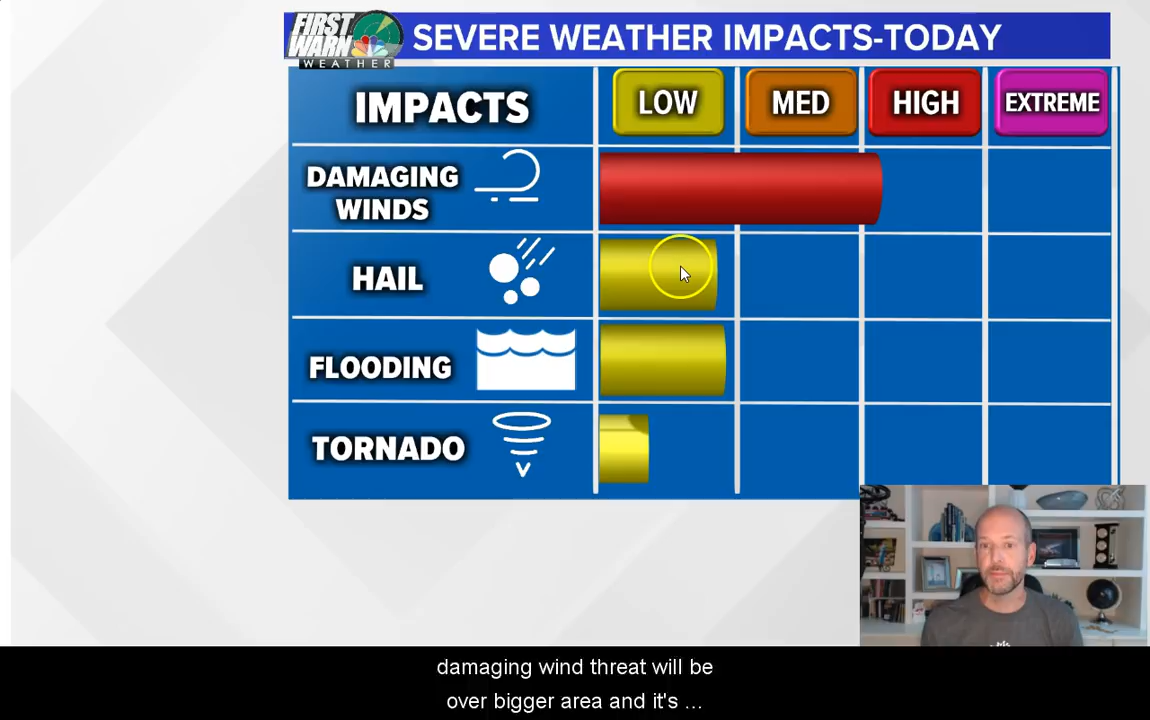 FIRST
WARN
WEATHER
SEVERE WEATHER IMPACTS-TODAY
IMPACTS
LOW
MED
HIGH
EXTREME
DAMAGING
WINDS
HAIL
FLOODING
TORNADO
damaging wind threat will be
over bigger area and it's ...